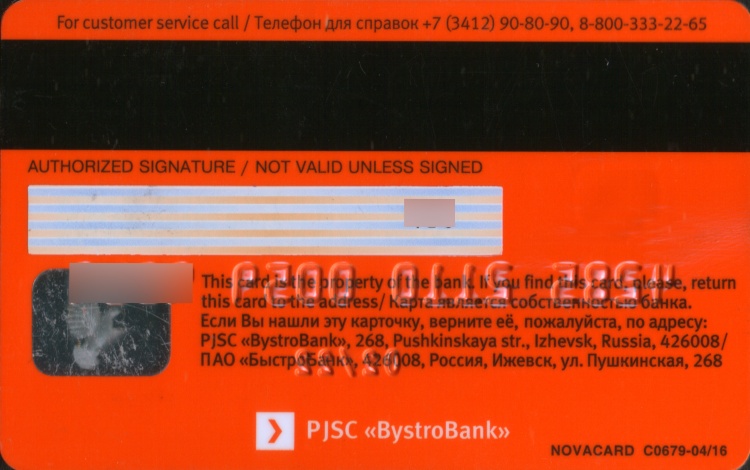 For customer service call / Телефон для справок +7 (3412) 90-80-90, 8-800-333-22-65
AUTHORIZED SIGNATURE / NOT VALID UNLESS SIGNED
This card is the property of the bank. If you find this card, please, return
this card to the address/ Карта является собственностью банка.
Если Вы нашли эту карточку, верните её, пожалуйста, по адресу:
PJSC «BystroBank», 268, Pushkinskaya str., Izhevsk, Russia, 426008/
ПАО «БыстроБанк», 426008, Россия, Ижевск, ул. Пушкинская, 268
PJSC «BystroBank»
NOVACARD C0679-04/16